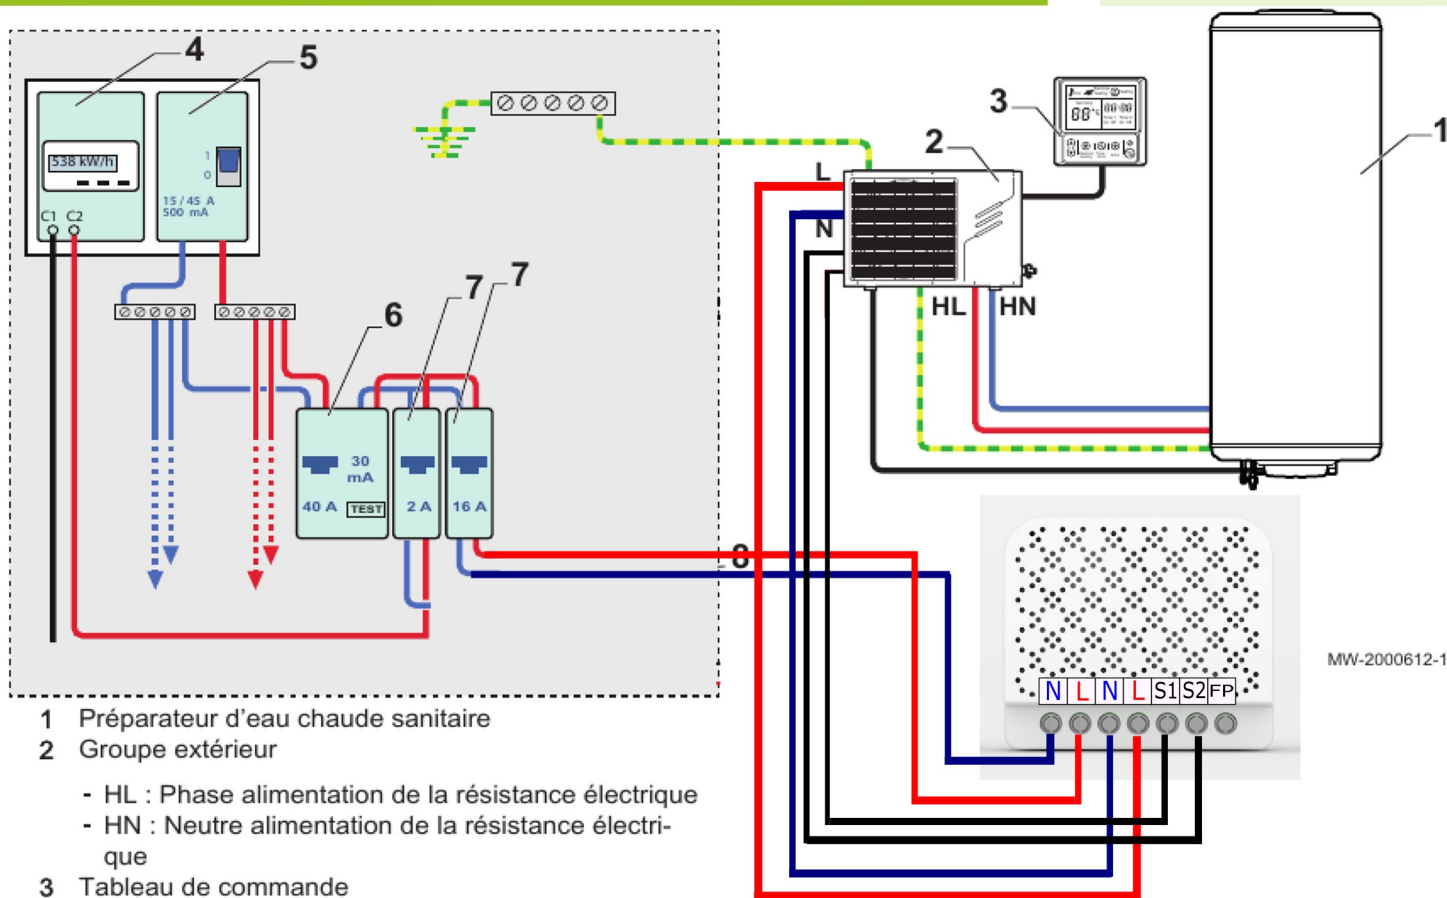 4
5
538 kW/h
C1 C2
1
0
15 / 45 A
500 mA
7
7
6
30
mA
40 A
TEST
2 A
16 A
8
3
2
1
88°C
88:88
L
N
HL
HN
N L N L S1 S2 FP
MW-2000612-1
1 Préparateur d'eau chaude sanitaire
2 Groupe extérieur
- HL : Phase alimentation de la résistance électrique
- HN : Neutre alimentation de la résistance électri-
que
3 Tableau de commande